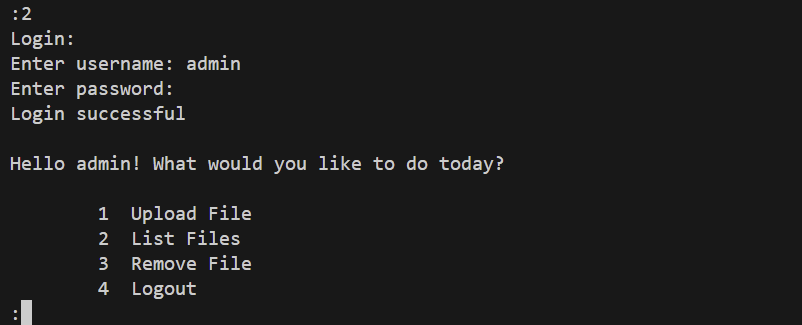 :2
Login:
Enter username: admin
Enter password:
Login successful
Hello admin! What would you like to do today?
1 Upload File
2 List Files
3 Remove File
4 Logout
: